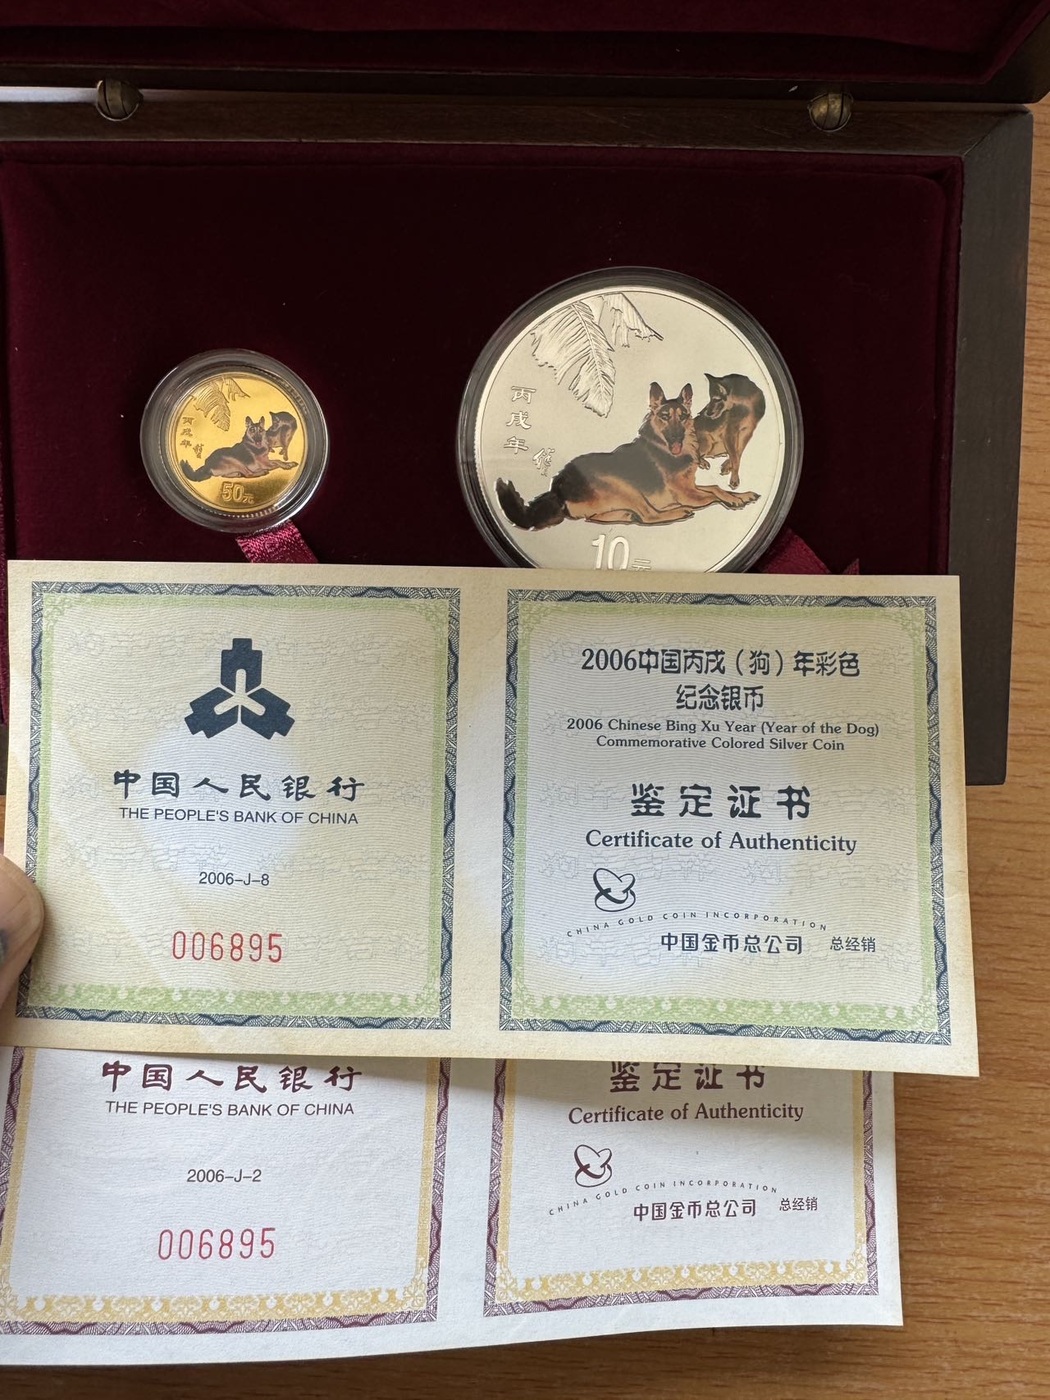 丙
戌
年
50元
丙
戌
年
10元
中国人民银行
THE PEOPLE'S BANK OF CHINA
2006-J-8
006895
2006中国丙戌(狗)年彩色
纪念银币
2006 Chinese Bing Xu Year (Year of the Dog)
Commemorative Colored Silver Coin
鉴定证书
Certificate of Authenticity
CHINA GOLD COIN INCORPORATION
中国金币总公司 总经销
中国人民银行
THE PEOPLE'S BANK OF CHINA
2006-J-2
006895
鉴定证书
Certificate of Authenticity
CHINA GOLD COIN INCORPORATION
中国金币总公司 总经销